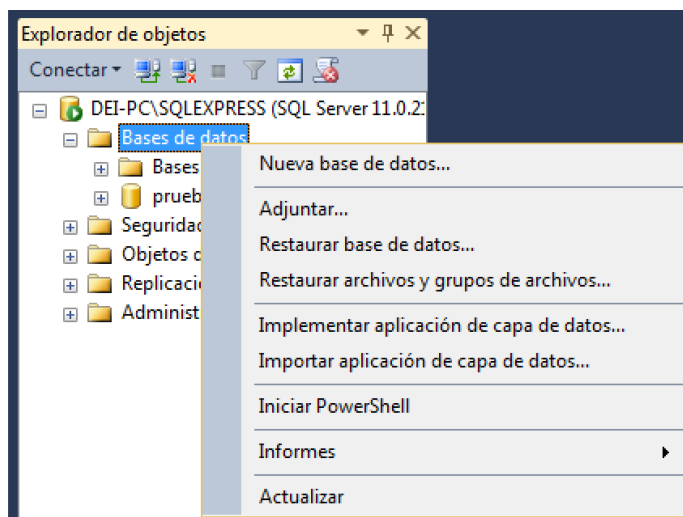 Explorador de objetos
Conectar
DEI-PC\SQLEXPRESS (SQL Server 11.0.2
Bases de datos
Bases
prueb
Seguridad
Objetos
Replicaci
Administ
Nueva base de datos...
Adjuntar...
Restaurar base de datos...
Restaurar archivos y grupos de archivos...
Implementar aplicación de capa de datos...
Importar aplicación de capa de datos...
Iniciar PowerShell
Informes
Actualizar